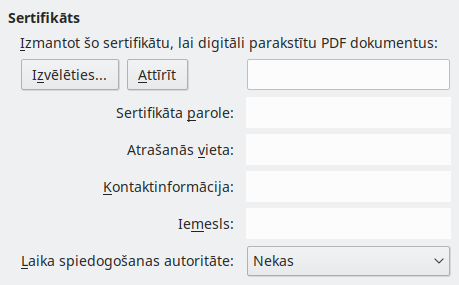 Sertifikāts
Izmantot šo sertifikātu, lai digitāli parakstītu PDF dokumentus:
Izvēlēties... Attīrīt
Sertifikāta parole:
Atrašanās vieta:
Kontaktinformācija:
Iemesls:
Laika spiedogošanas autoritāte: Nekas